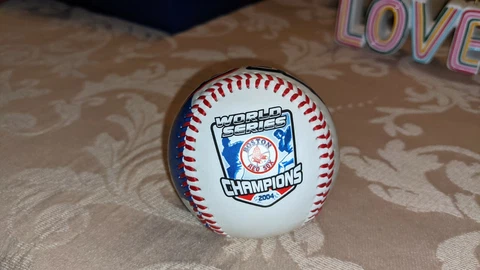 LOVE
WORLD
SERIES
BOSTON
RED SOX
CHAMPIONS
2004